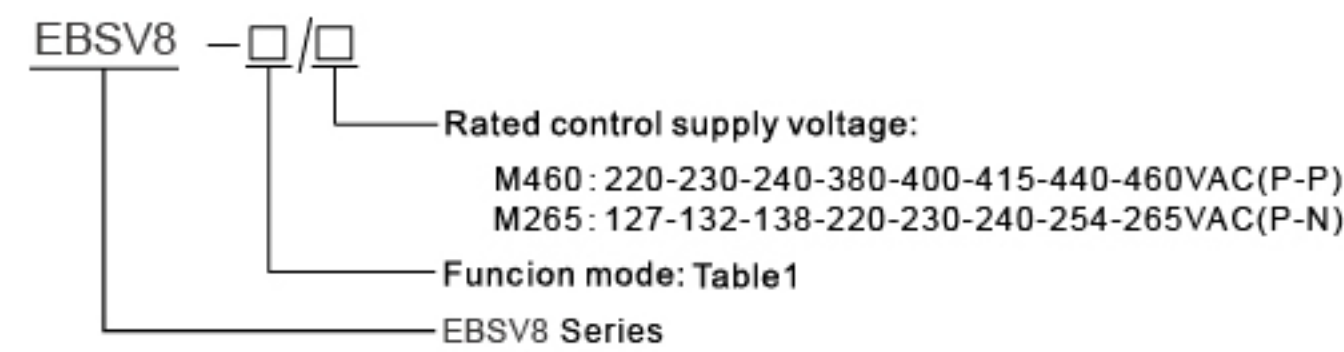 EBSV8 –□/□
Rated control supply voltage:
M460:220-230-240-380-400-415-440-460VAC(P-P)
M265:127-132-138-220-230-240-254-265VAC(P-N)
Funcion mode: Table1
EBSV8 Series